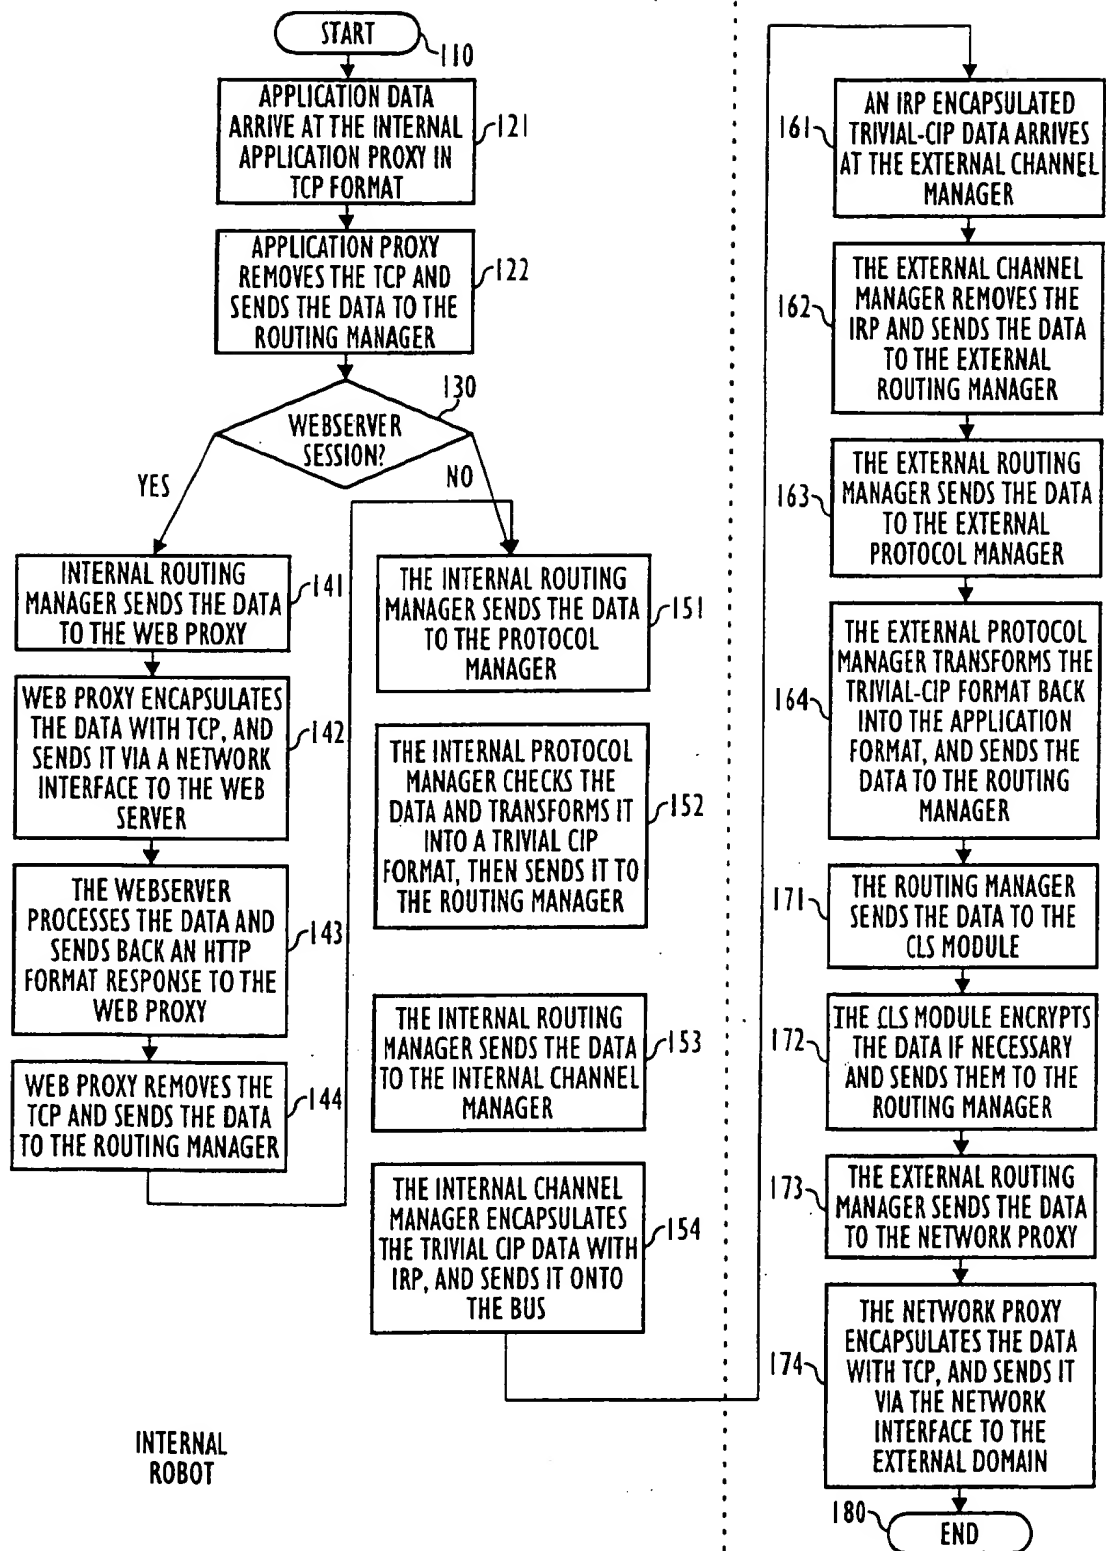 START
110
APPLICATION DATA
ARRIVE AT THE INTERNAL
APPLICATION PROXY IN
TCP FORMAT
121
APPLICATION PROXY
REMOVES THE TCP AND
SENDS THE DATA TO THE
ROUTING MANAGER
122
130
WEBSERVER
SESSION?
YES
NO
INTERNAL ROUTING
MANAGER SENDS THE DATA
TO THE WEB PROXY
141
WEB PROXY ENCAPSULATES
THE DATA WITH TCP, AND
SENDS IT VIA A NETWORK
INTERFACE TO THE WEB
SERVER
142
THE WEBSERVER
PROCESSES THE DATA AND
SENDS BACK AN HTTP
FORMAT RESPONSE TO THE
WEB PROXY
143
WEB PROXY REMOVES THE
TCP AND SENDS THE DATA
TO THE ROUTING MANAGER
144
THE INTERNAL ROUTING
MANAGER SENDS THE DATA
TO THE PROTOCOL
MANAGER
151
THE INTERNAL PROTOCOL
MANAGER CHECKS THE
DATA AND TRANSFORMS IT
INTO A TRIVIAL CIP
FORMAT, THEN SENDS IT TO
THE ROUTING MANAGER
152
THE INTERNAL ROUTING
MANAGER SENDS THE DATA
TO THE INTERNAL CHANNEL
MANAGER
153
THE INTERNAL CHANNEL
MANAGER ENCAPSULATES
THE TRIVIAL CIP DATA WITH
IRP, AND SENDS IT ONTO
THE BUS
154
INTERNAL
ROBOT
161
AN IRP ENCAPSULATED
TRIVIAL-CIP DATA ARRIVES
AT THE EXTERNAL CHANNEL
MANAGER
162
THE EXTERNAL CHANNEL
MANAGER REMOVES THE
IRP AND SENDS THE DATA
TO THE EXTERNAL
ROUTING MANAGER
163
THE EXTERNAL ROUTING
MANAGER SENDS THE DATA
TO THE EXTERNAL
PROTOCOL MANAGER
164
THE EXTERNAL PROTOCOL
MANAGER TRANSFORMS THE
TRIVIAL-CIP FORMAT BACK
INTO THE APPLICATION
FORMAT, AND SENDS THE
DATA TO THE ROUTING
MANAGER
171
THE ROUTING MANAGER
SENDS THE DATA TO THE
CLS MODULE
172
THE CLS MODULE ENCRYPTS
THE DATA IF NECESSARY
AND SENDS THEM TO THE
ROUTING MANAGER
173
THE EXTERNAL ROUTING
MANAGER SENDS THE DATA
TO THE NETWORK PROXY
174
THE NETWORK PROXY
ENCAPSULATES THE DATA
WITH TCP, AND SENDS IT
VIA THE NETWORK
INTERFACE TO THE
EXTERNAL DOMAIN
180
END